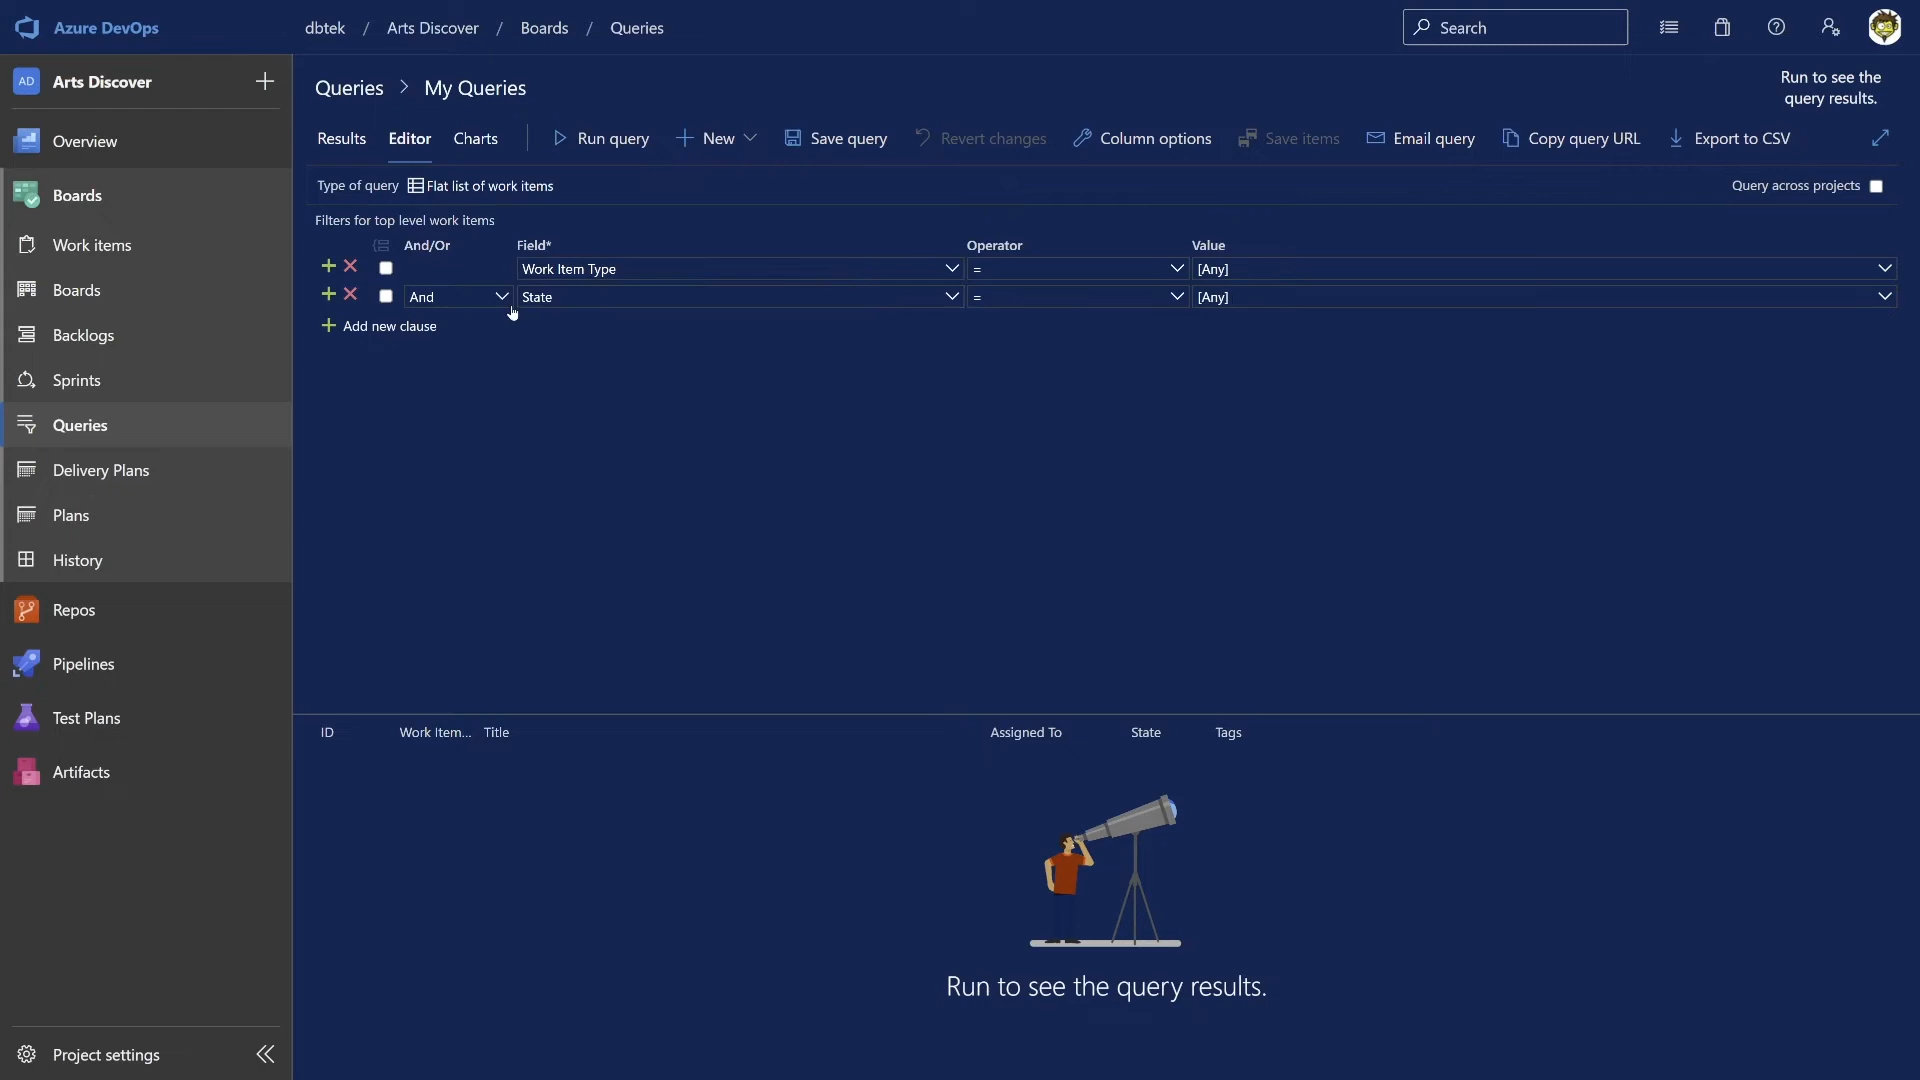 Azure DevOps
dbtek / Arts Discover / Boards / Queries
Search
AD Arts Discover
Overview
Boards
Work items
Boards
Backlogs
Sprints
Queries
Delivery Plans
Plans
History
Repos
Pipelines
Test Plans
Artifacts
Project settings
Queries > My Queries
Run to see the
query results.
Results Editor Charts Run query New Save query Revert changes Column options Save items Email query Copy query URL Export to CSV
Type of query Flat list of work items Query across projects
Filters for top level work items
And/Or Field* Operator Value
Work Item Type = [Any]
And State = [Any]
Add new clause
ID Work Item... Title Assigned To State Tags
Run to see the query results.